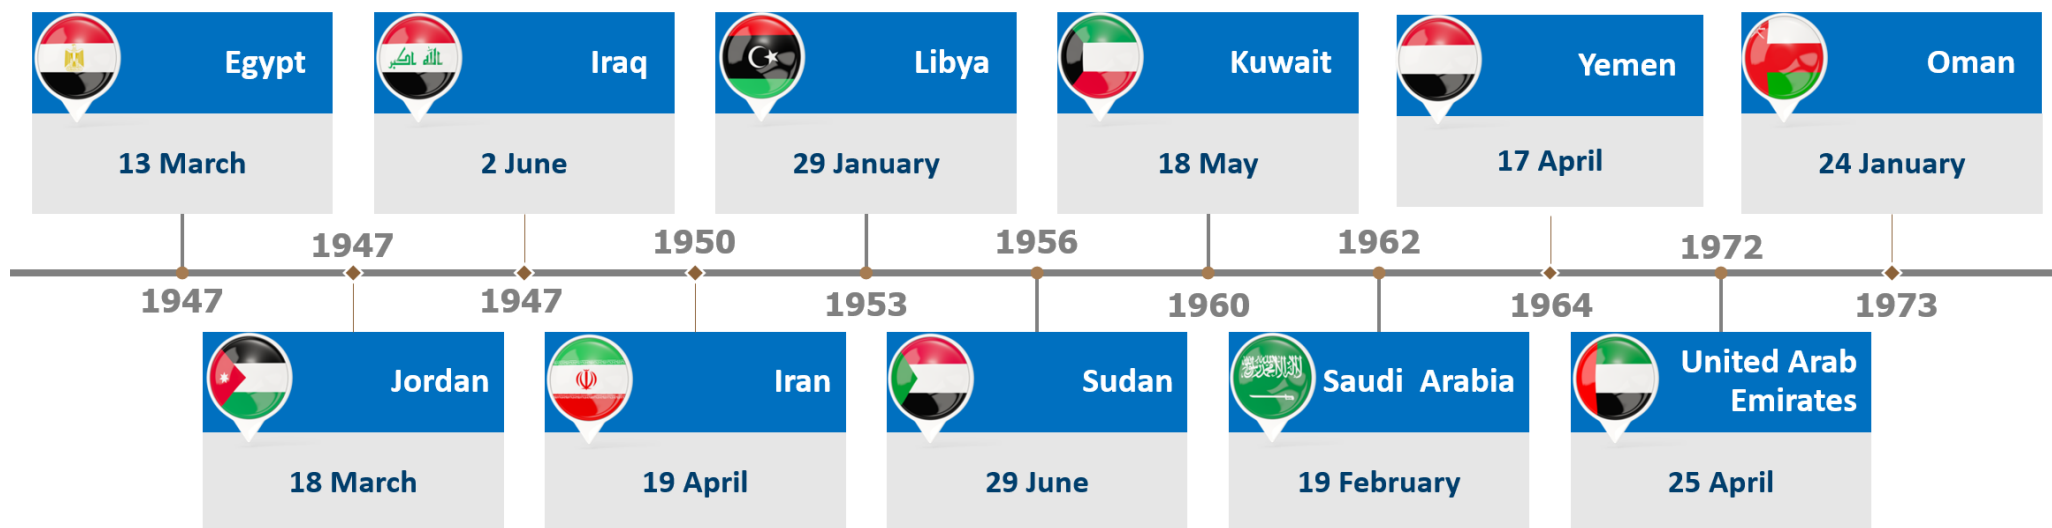 Egypt
13 March
1947
Jordan
18 March
1947
الله اكبر
Iraq
2 June
1947
Iran
19 April
1950
Libya
29 January
1953
Sudan
29 June
1956
Kuwait
18 May
1960
Saudi Arabia
19 February
1962
Yemen
17 April
1964
United Arab
Emirates
25 April
1972
Oman
24 January
1973